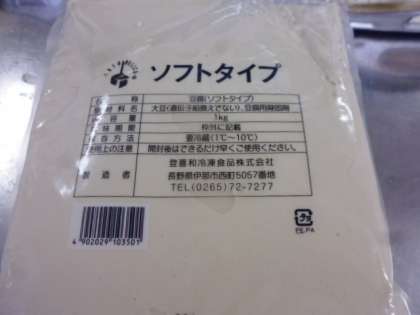 ソフトタイプ
名 称 豆腐(ソフトタイプ)
原材料名 大豆(遺伝子組換えでない)、豆腐用凝固剤
内容量 1kg
賞味期限 枠外に記載
保存方法 要冷蔵(1℃〜10℃)
使用上の注意 開封後はできるだけ早くご使用ください。
製造者 登喜和冷凍食品株式会社
長野県伊那市西町5057番地
TEL(0265)72-7277
4902029103501
プラ
PE,PA